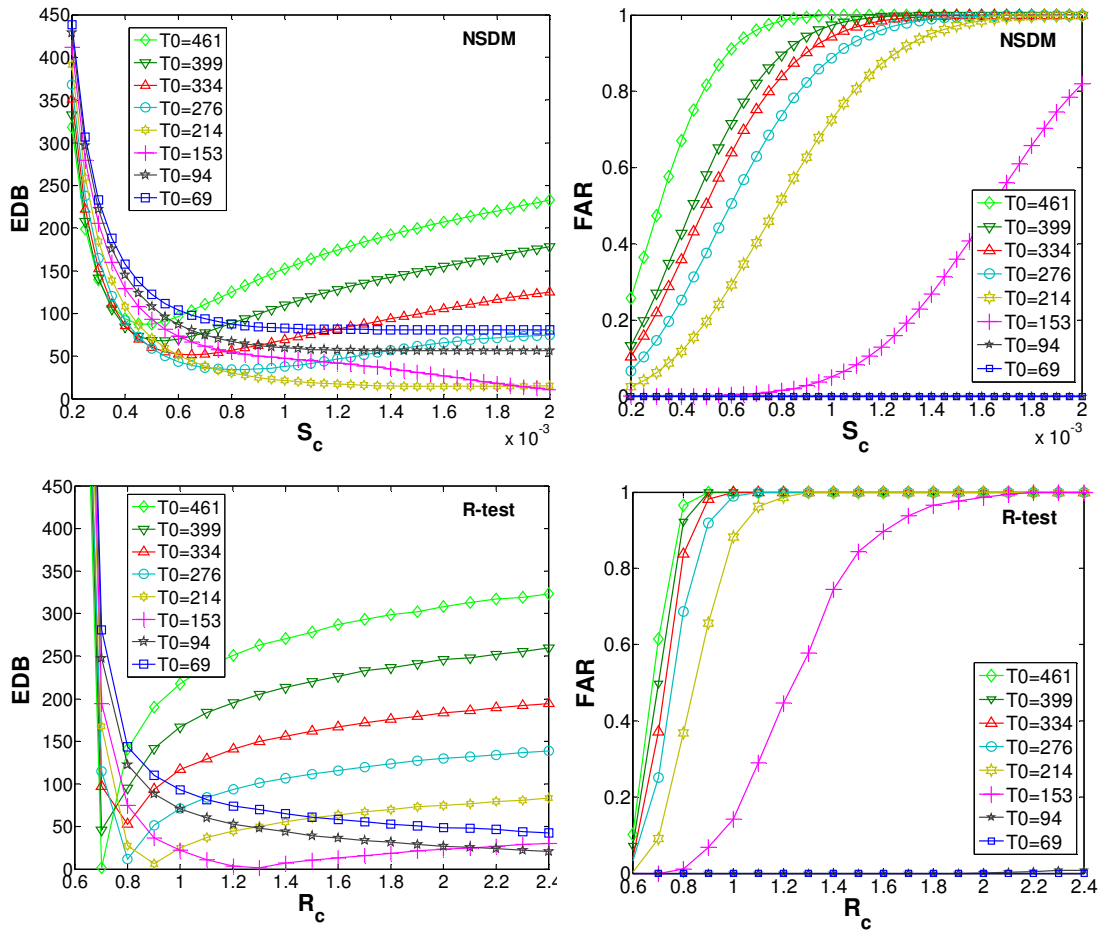 NSDM
EDB
450
400
350
300
250
200
150
100
50
0
T0=461
T0=399
T0=334
T0=276
T0=214
T0=153
T0=94
T0=69
0.2 0.4 0.6 0.8 1 1.2 1.4 1.6 1.8 2
S_c
x 10^-3
NSDM
FAR
1
0.8
0.6
0.4
0.2
0
T0=461
T0=399
T0=334
T0=276
T0=214
T0=153
T0=94
T0=69
0.2 0.4 0.6 0.8 1 1.2 1.4 1.6 1.8 2
S_c
x 10^-3
R-test
EDB
450
400
350
300
250
200
150
100
50
0
T0=461
T0=399
T0=334
T0=276
T0=214
T0=153
T0=94
T0=69
0.6 0.8 1 1.2 1.4 1.6 1.8 2 2.2 2.4
R_c
R-test
FAR
1
0.8
0.6
0.4
0.2
0
T0=461
T0=399
T0=334
T0=276
T0=214
T0=153
T0=94
T0=69
0.6 0.8 1 1.2 1.4 1.6 1.8 2 2.2 2.4
R_c